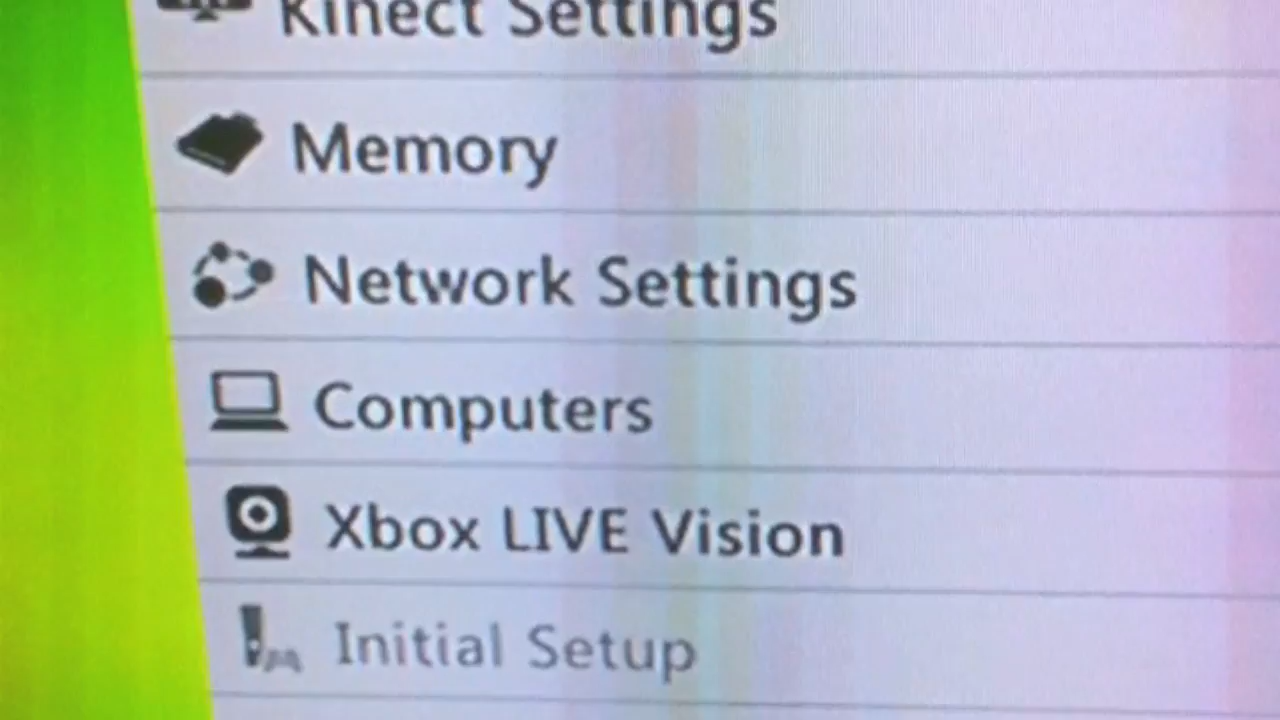 Kinect Settings
Memory
Network Settings
Computers
Xbox LIVE Vision
Initial Setup